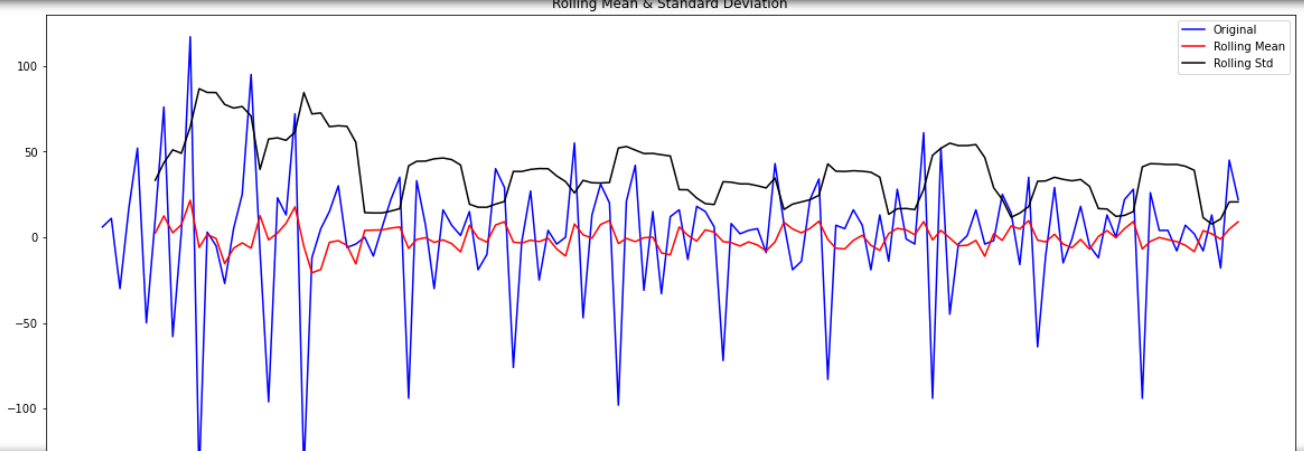 Rolling Mean & Standard Deviation
Original
Rolling Mean
Rolling Std
100
50
0
−50
−100